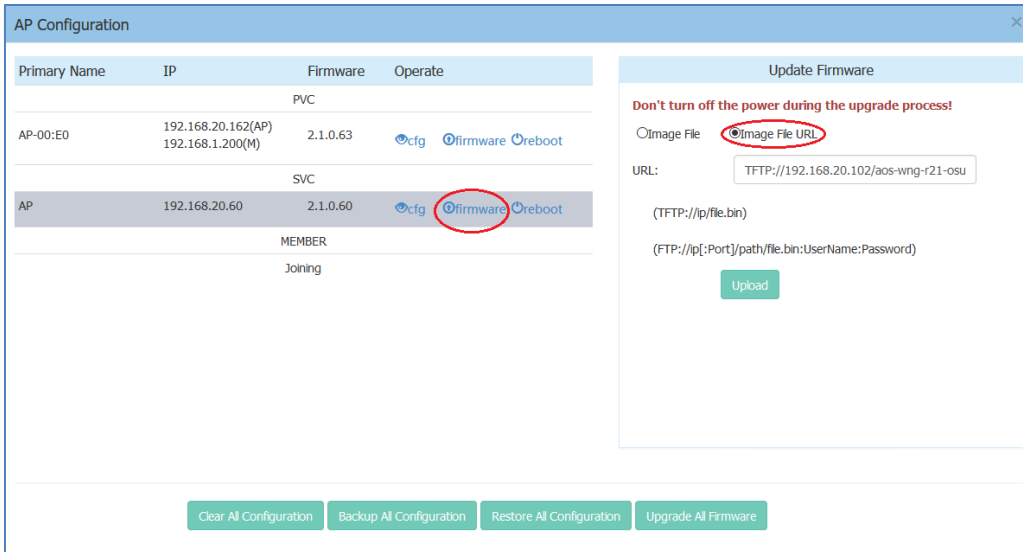 AP Configuration ×
Primary Name IP Firmware Operate
PVC
AP-00:E0 192.168.20.162(AP) 192.168.1.200(M) 2.1.0.63 cfg firmware reboot
SVC
AP 192.168.20.60 2.1.0.60 cfg firmware reboot
MEMBER
Joining
Update Firmware
Don't turn off the power during the upgrade process!
Image File Image File URL
URL: TFTP://192.168.20.102/aos-wng-r21-osu
(TFTP://ip/file.bin)
(FTP://ip[:Port]/path/file.bin:UserName:Password)
Upload
Clear All Configuration Backup All Configuration Restore All Configuration Upgrade All Firmware